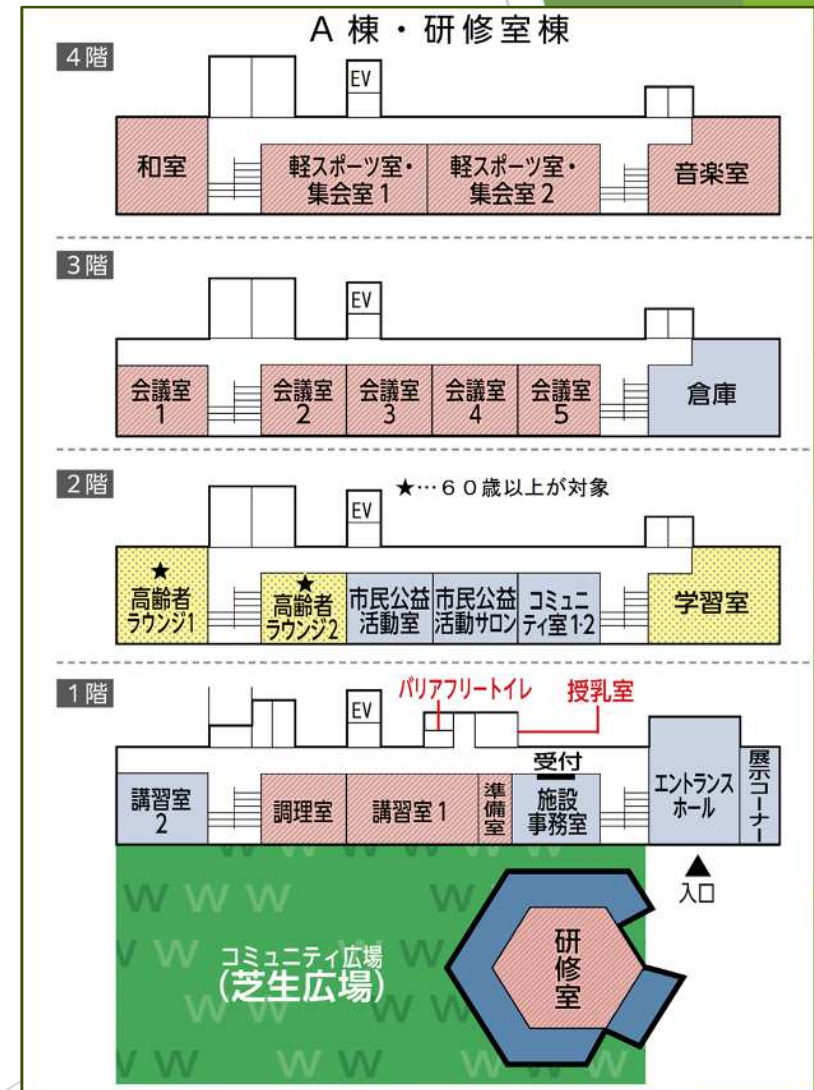 A棟・研修室棟
4階
EV
和室
軽スポーツ室・
集会室1
軽スポーツ室・
集会室2
音楽室
3階
EV
会議室
1
会議室
2
会議室
3
会議室
4
会議室
5
倉庫
2階
★…60歳以上が対象
EV
★
高齢者
ラウンジ1
★
高齢者
ラウンジ2
市民公益
活動室
市民公益
活動サロン
コミュニ
ティ室1・2
学習室
1階
EV
バリアフリートイレ
授乳室
講習室
2
調理室
講習室1
準備室
受付
施設
事務室
エントランス
ホール
展示コーナー
入口
コミュニティ広場
(芝生広場)
研修室